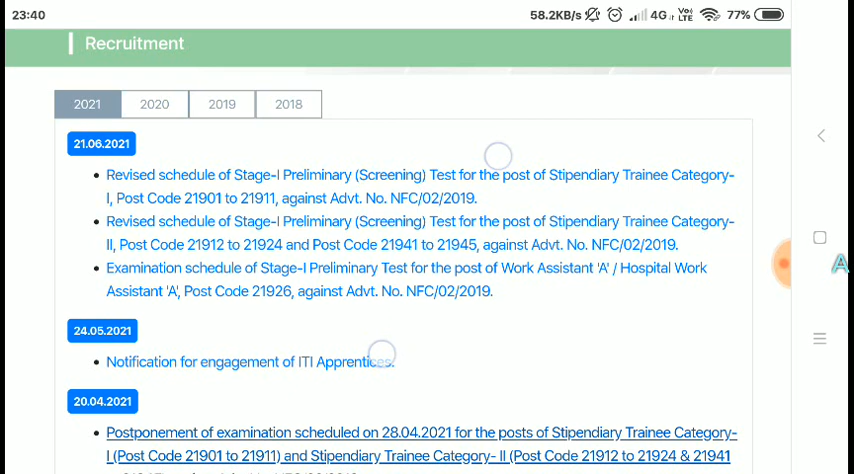 23:40 58.2KB/s 4G Vo) LTE 77%
Recruitment
2021 2020 2019 2018
21.06.2021
Revised schedule of Stage-I Preliminary (Screening) Test for the post of Stipendiary Trainee Category-
I, Post Code 21901 to 21911, against Advt. No. NFC/02/2019.
Revised schedule of Stage-I Preliminary (Screening) Test for the post of Stipendiary Trainee Category-
II, Post Code 21912 to 21924 and Post Code 21941 to 21945, against Advt. No. NFC/02/2019.
Examination schedule of Stage-I Preliminary Test for the post of Work Assistant 'A' / Hospital Work
Assistant 'A', Post Code 21926, against Advt. No. NFC/02/2019.
24.05.2021
Notification for engagement of ITI Apprentices.
20.04.2021
Postponement of examination scheduled on 28.04.2021 for the posts of Stipendiary Trainee Category-
I (Post Code 21901 to 21911) and Stipendiary Trainee Category- II (Post Code 21912 to 21924 & 21941
A